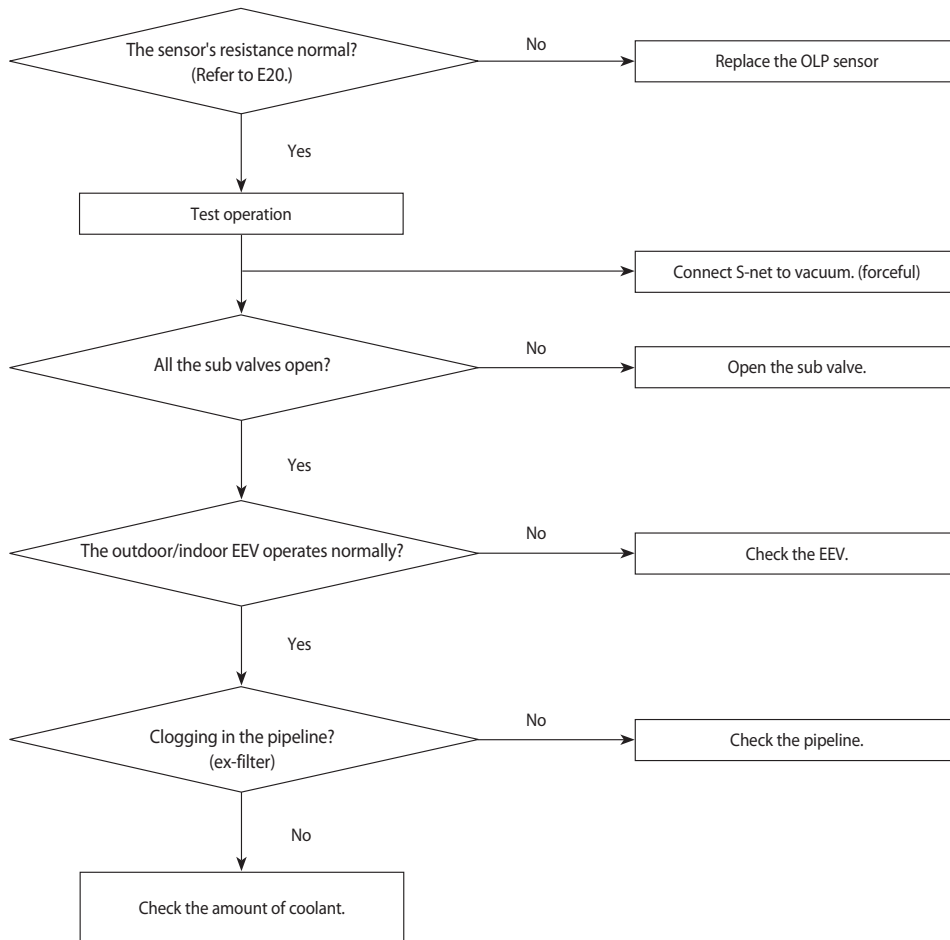 The sensor's resistance normal?
(Refer to E20.)
No
Replace the OLP sensor
Yes
Test operation
Connect S-net to vacuum. (forceful)
All the sub valves open?
No
Open the sub valve.
Yes
The outdoor/indoor EEV operates normally?
No
Check the EEV.
Yes
Clogging in the pipeline?
(ex-filter)
No
Check the pipeline.
No
Check the amount of coolant.